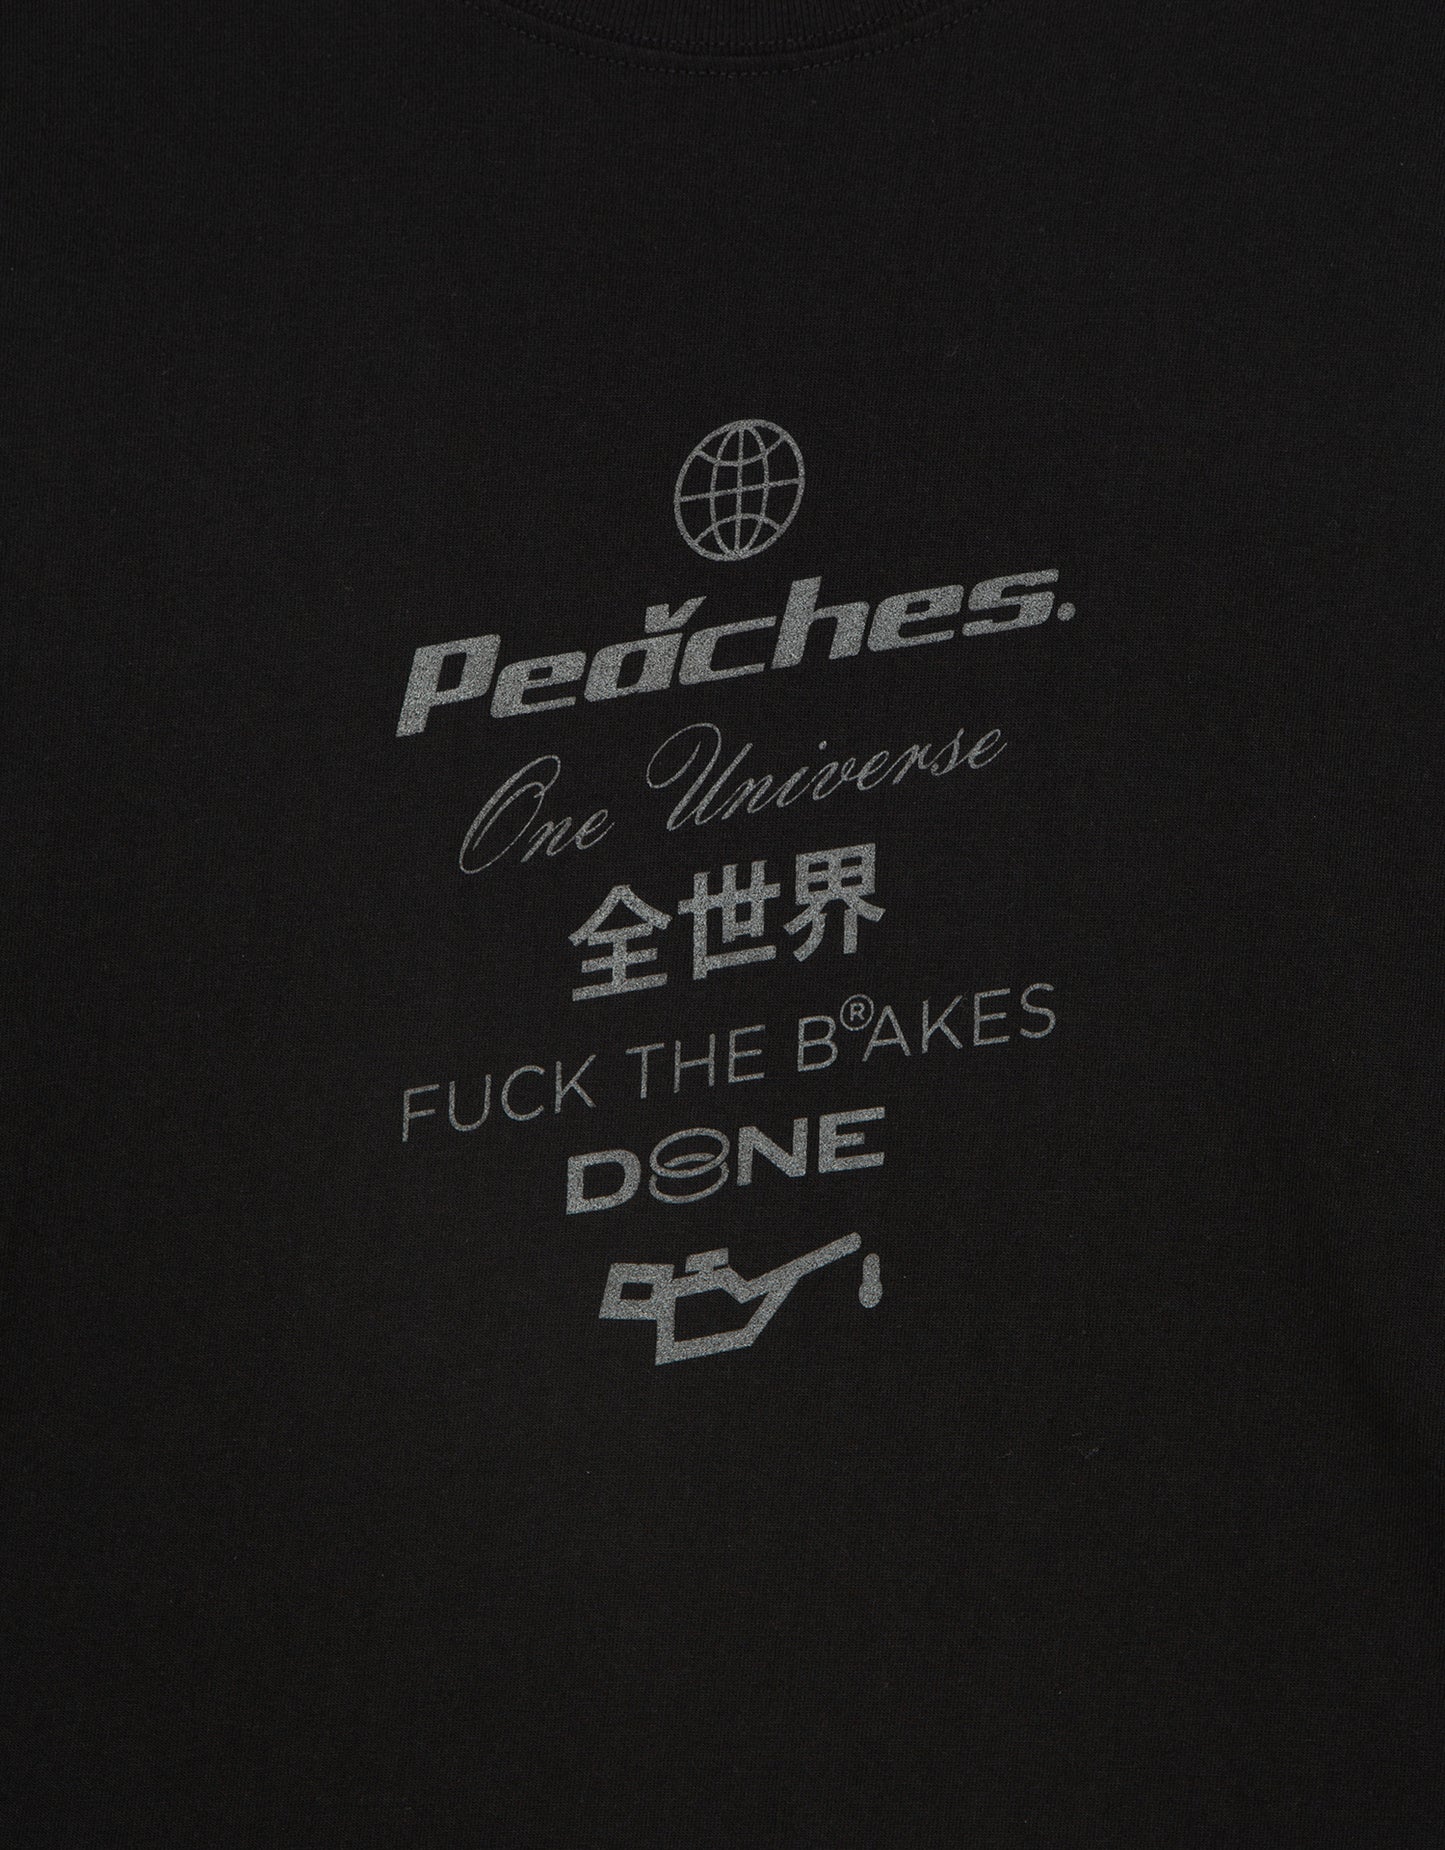 Peaches.
One Universe
全世界
FUCK THE B®AKES
DONE